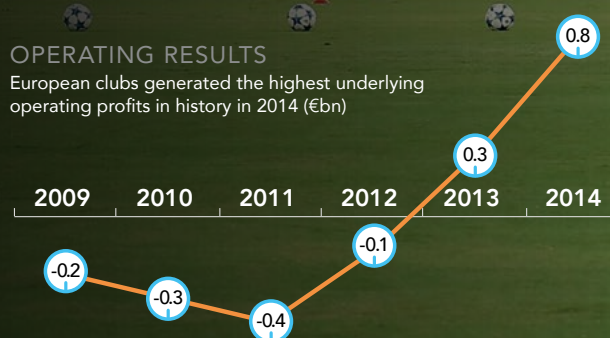 OPERATING RESULTS
European clubs generated the highest underlying
operating profits in history in 2014 (€bn)
0.8
0.3
2009 2010 2011 2012 2013 2014
-0.1
-0.2
-0.3
-0.4